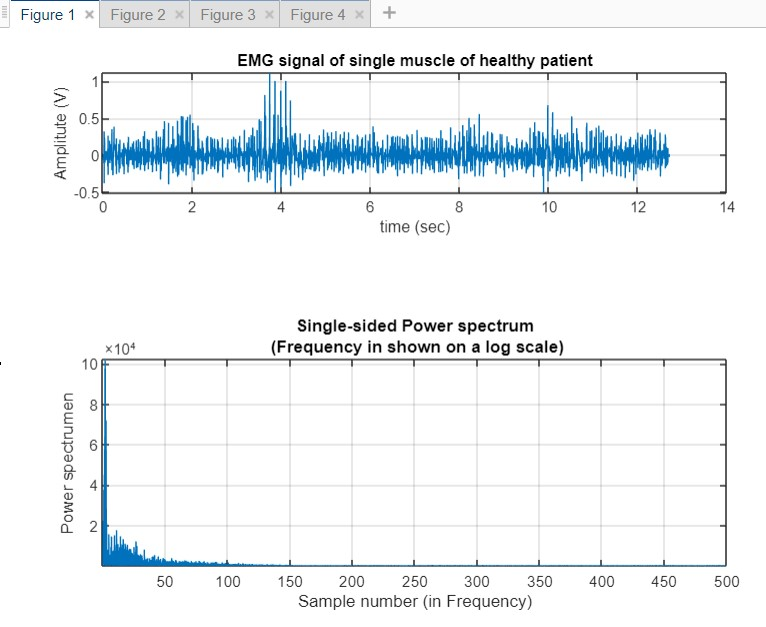 Figure 1 × Figure 2 × Figure 3 × Figure 4 × +
EMG signal of single muscle of healthy patient
Amplitute (V)
1
0.5
0
-0.5
0 2 4 6 8 10 12 14
time (sec)
Single-sided Power spectrum
(Frequency in shown on a log scale)
×10⁴
Power spectrumen
10
8
6
4
2
50 100 150 200 250 300 350 400 450 500
Sample number (in Frequency)